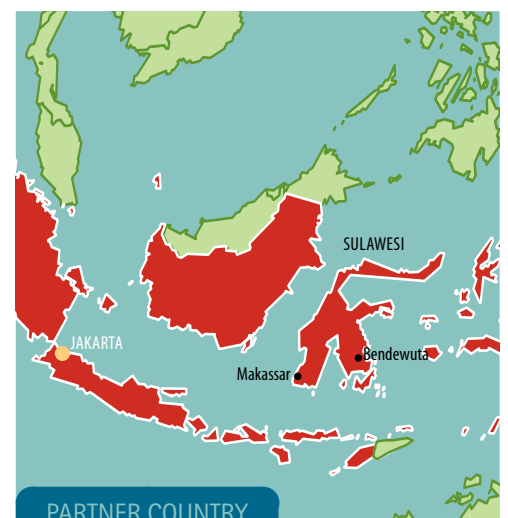 SULAWESI
JAKARTA
Bendewuta
Makassar
PARTNER COUNTRY